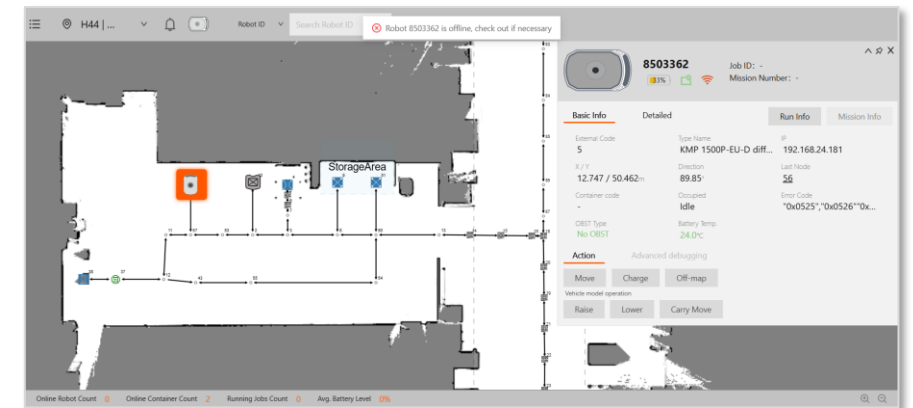 H44 |...
Robot ID
Search Robot ID
Robot 8503362 is offline, check out if necessary
8503362
Job ID: -
33%
Mission Number: -
Basic Info
Detailed
Run Info
Mission Info
External Code
Type Name
IP
5
KMP 1500P-EU-D diff...
192.168.24.181
X / Y
Direction
Last Node
12.747 / 50.462m
89.85°
56
Container code
Occupied
Error Code
-
Idle
"0x0525","0x0526""0x...
OBST Type
Battery Temp.
No OBST
24.0℃
Action
Advanced debugging
Move
Charge
Off-map
Vehicle model operation
Raise
Lower
Carry Move
StorageArea
Online Robot Count 0
Online Container Count 2
Running Jobs Count 0
Avg. Battery Level 0%